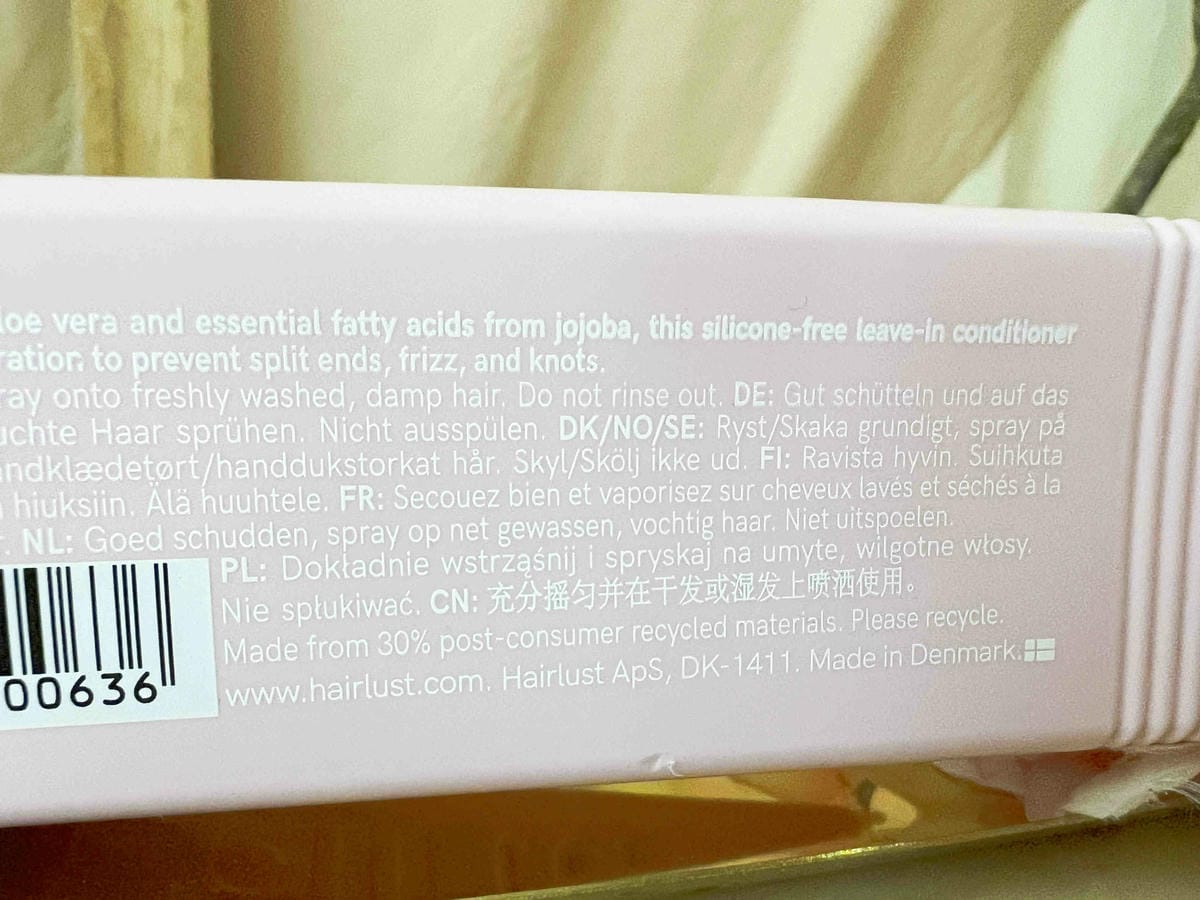 loe vera and essential fatty acids from jojoba, this silicone-free leave-in conditioner
ration to prevent split ends, frizz, and knots.
ray onto freshly washed, damp hair. Do not rinse out. DE: Gut schütteln und auf das
uchte Haar sprühen. Nicht ausspülen. DK/NO/SE: Ryst/Skaka grundigt, spray på
andklædetørt/handdukstorkat hår. Skyl/Skölj ikke ud. FI: Ravista hyvin. Suihkuta
hiuksiin. Älä huuhtele. FR: Secouez bien et vaporisez sur cheveux lavés et séchés à la
. NL: Goed schudden, spray op net gewassen, vochtig haar. Niet uitspoelen.
PL: Dokładnie wstrząśnij i spryskaj na umyte, wilgotne włosy.
Nie spłukiwać. CN: 充分摇匀并在干发或湿发上喷洒使用。
Made from 30% post-consumer recycled materials. Please recycle.
www.hairlust.com. Hairlust ApS, DK-1411. Made in Denmark.
00636